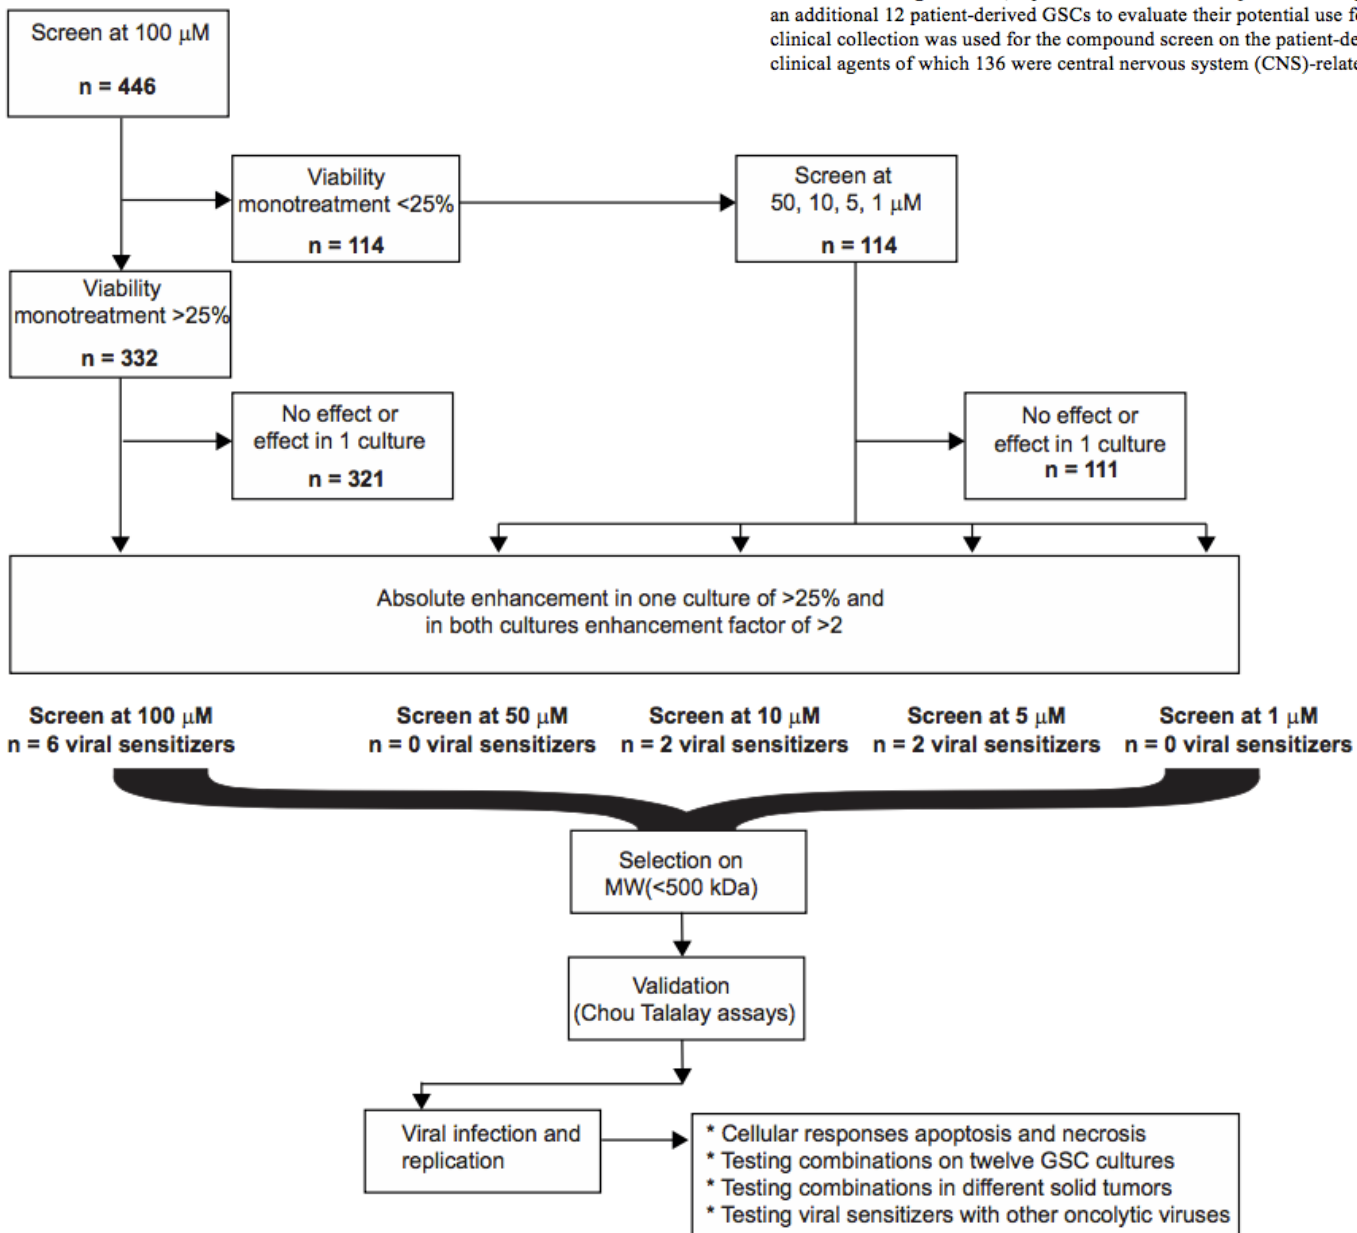 an additional 12 patient-derived GSCs to evaluate their potential use f
clinical collection was used for the compound screen on the patient-de
clinical agents of which 136 were central nervous system (CNS)-relate
Screen at 100 μM
n = 446
Viability
monotreatment <25%
n = 114
Screen at
50, 10, 5, 1 μM
n = 114
Viability
monotreatment >25%
n = 332
No effect or
effect in 1 culture
n = 321
No effect or
effect in 1 culture
n = 111
Absolute enhancement in one culture of >25% and
in both cultures enhancement factor of >2
Screen at 100 μM
n = 6 viral sensitizers
Screen at 50 μM
n = 0 viral sensitizers
Screen at 10 μM
n = 2 viral sensitizers
Screen at 5 μM
n = 2 viral sensitizers
Screen at 1 μM
n = 0 viral sensitizers
Selection on
MW(<500 kDa)
Validation
(Chou Talalay assays)
Viral infection and
replication
* Cellular responses apoptosis and necrosis
* Testing combinations on twelve GSC cultures
* Testing combinations in different solid tumors
* Testing viral sensitizers with other oncolytic viruses